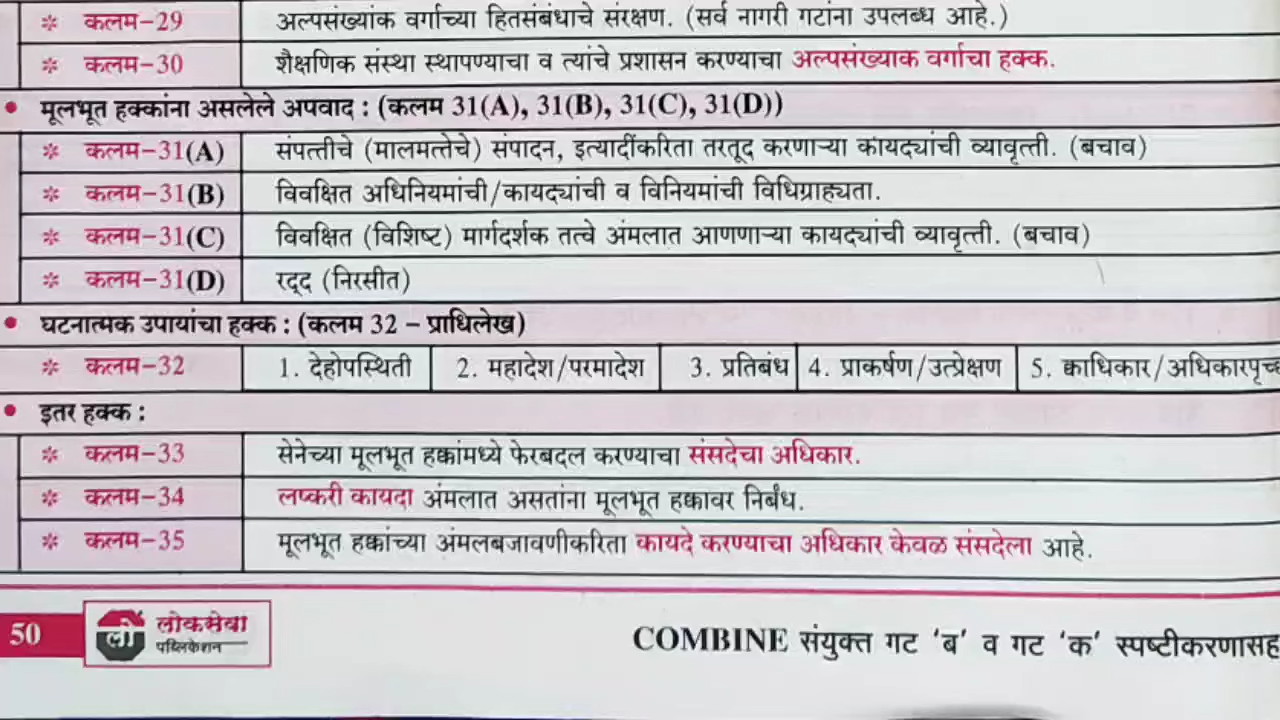 * कलम-29 अल्पसंख्यांक वर्गाच्या हितसंबंधाचे संरक्षण. (सर्व नागरी गटांना उपलब्ध आहे.)
* कलम-30 शैक्षणिक संस्था स्थापण्याचा व त्यांचे प्रशासन करण्याचा अल्पसंख्याक वर्गाचा हक्क.
• मूलभूत हक्कांना असलेले अपवाद : (कलम 31(A), 31(B), 31(C), 31(D))
* कलम-31(A) संपत्तीचे (मालमत्तेचे) संपादन, इत्यादींकरिता तरतूद करणाऱ्या कायद्यांची व्यावृत्ती. (बचाव)
* कलम-31(B) विवक्षित अधिनियमांची/कायद्यांची व विनियमांची विधिग्राह्यता.
* कलम-31(C) विवक्षित (विशिष्ट) मार्गदर्शक तत्वे अंमलात आणणाऱ्या कायद्यांची व्यावृत्ती. (बचाव)
* कलम-31(D) रद्द (निरसीत)
• घटनात्मक उपायांचा हक्क : (कलम 32 – प्राधिलेख)
* कलम-32 1. देहोपस्थिती 2. महादेश/परमादेश 3. प्रतिबंध 4. प्राकर्षण/उत्प्रेक्षण 5. क्वाधिकार/अधिकारपृच्छ
• इतर हक्क :
* कलम-33 सेनेच्या मूलभूत हक्कांमध्ये फेरबदल करण्याचा संसदेचा अधिकार.
* कलम-34 लष्करी कायदा अंमलात असतांना मूलभूत हक्कावर निर्बंध.
* कलम-35 मूलभूत हक्कांच्या अंमलबजावणीकरिता कायदे करण्याचा अधिकार केवळ संसदेला आहे.
50 लो लोकसेवा
पब्लिकेशन
COMBINE संयुक्त गट ‘ब’ व गट ‘क’ स्पष्टीकरणासह